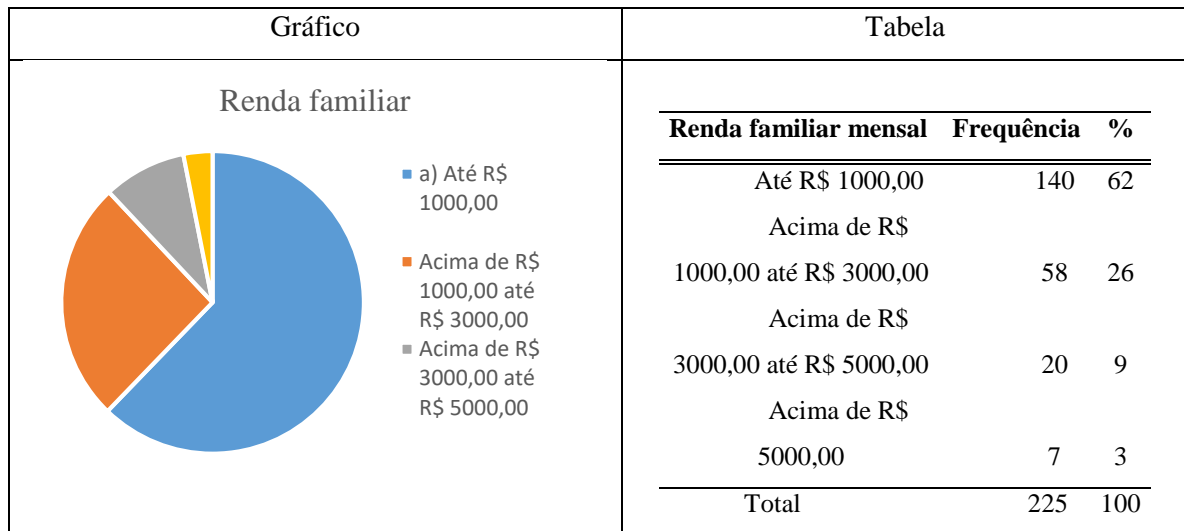 Gráfico
Tabela
Renda familiar
a) Até R$
1000,00
Acima de R$
1000,00 até
R$ 3000,00
Acima de R$
3000,00 até
R$ 5000,00
Renda familiar mensal Frequência %
Até R$ 1000,00 140 62
Acima de R$
1000,00 até R$ 3000,00 58 26
Acima de R$
3000,00 até R$ 5000,00 20 9
Acima de R$
5000,00 7 3
Total 225 100